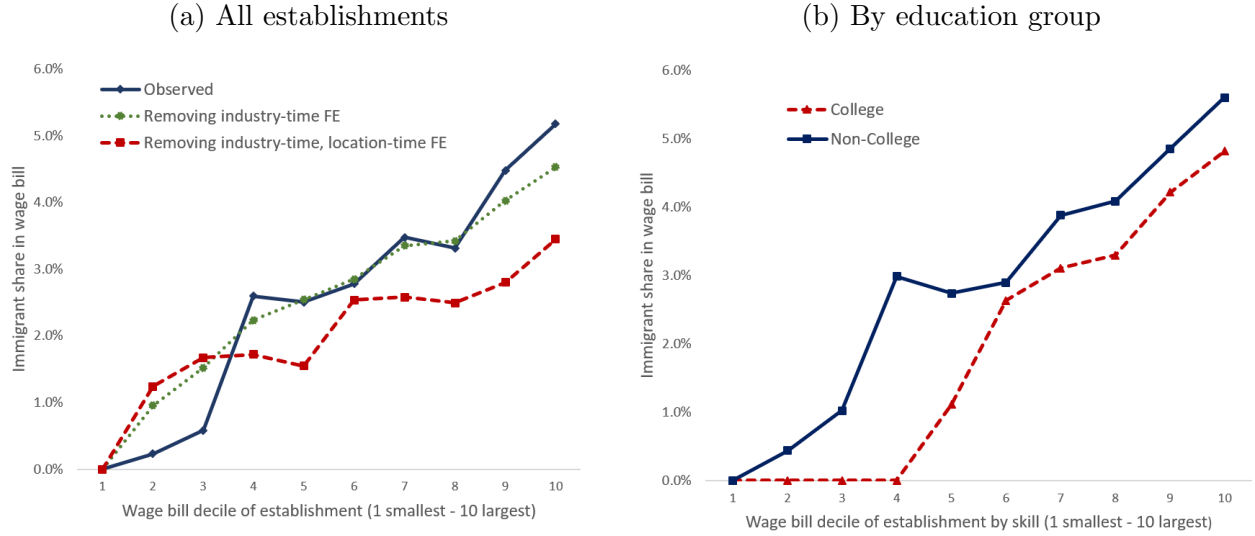 (a) All establishments
6.0%
5.0%
4.0%
3.0%
2.0%
1.0%
0.0%
Immigrant share in wage bill
Observed
Removing industry-time FE
Removing industry-time, location-time FE
1 2 3 4 5 6 7 8 9 10
Wage bill decile of establishment (1 smallest - 10 largest)
(b) By education group
6.0%
5.0%
4.0%
3.0%
2.0%
1.0%
0.0%
Immigrant share in wage bill
College
Non-College
1 2 3 4 5 6 7 8 9 10
Wage bill decile of establishment by skill (1 smallest - 10 largest)